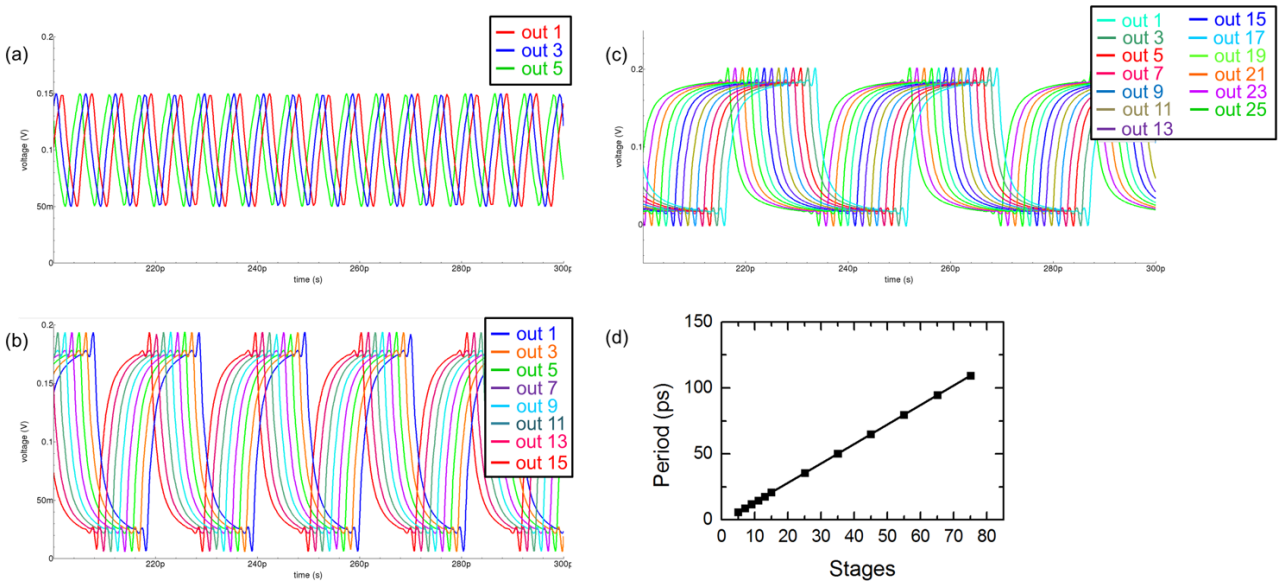 (a)
out 1
out 3
out 5
0.2
0.15
0.1
50m
0
voltage (V)
220p
240p
260p
280p
300p
time (s)
(b)
out 1
out 3
out 5
out 7
out 9
out 11
out 13
out 15
0.2
0.15
0.1
50m
0
voltage (V)
220p
240p
260p
280p
300p
time (s)
(c)
out 1
out 3
out 5
out 7
out 9
out 11
out 13
out 15
out 17
out 19
out 21
out 23
out 25
0.2
0.1
0
voltage (V)
220p
240p
260p
280p
300p
time (s)
(d)
150
100
50
0
Period (ps)
0 10 20 30 40 50 60 70 80
Stages